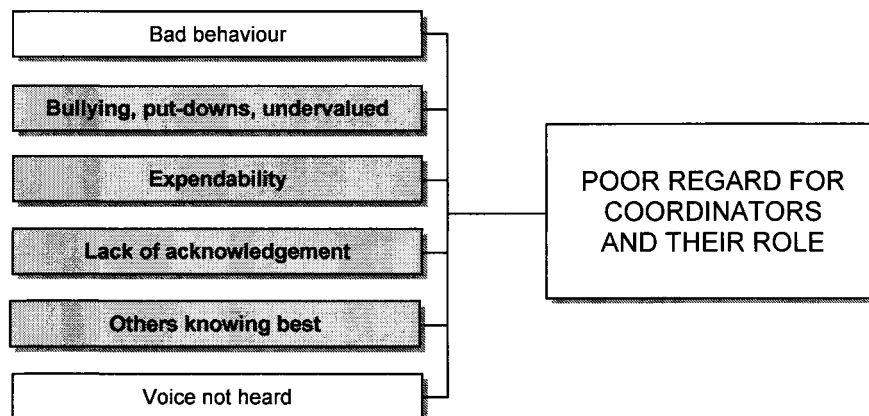 Bad behaviour
Bullying, put-downs, undervalued
Expendability
Lack of acknowledgement
Others knowing best
Voice not heard
POOR REGARD FOR
COORDINATORS
AND THEIR ROLE